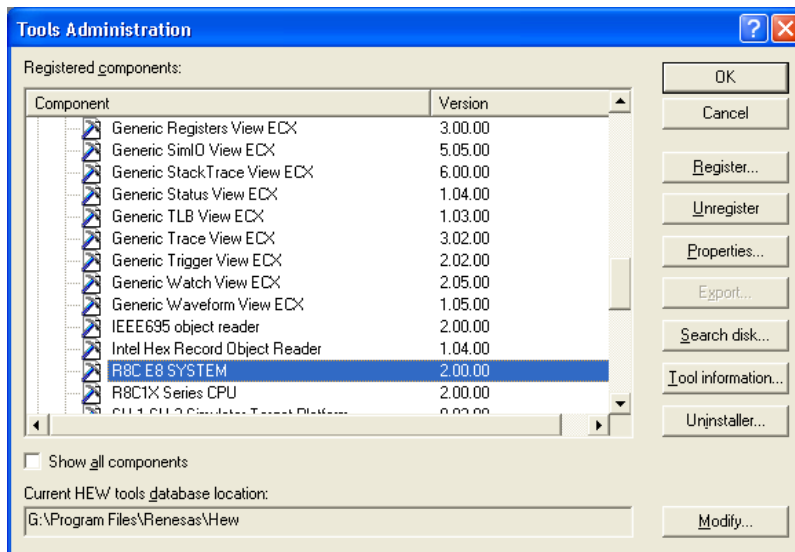 Tools Administration
Registered components:
Component Version
Generic Registers View ECX 3.00.00
Generic SimIO View ECX 5.05.00
Generic StackTrace View ECX 6.00.00
Generic Status View ECX 1.04.00
Generic TLB View ECX 1.03.00
Generic Trace View ECX 3.02.00
Generic Trigger View ECX 2.02.00
Generic Watch View ECX 2.05.00
Generic Waveform View ECX 1.05.00
IEEE695 object reader 2.00.00
Intel Hex Record Object Reader 1.04.00
R8C E8 SYSTEM 2.00.00
R8C1X Series CPU 2.00.00
OK
Cancel
Register...
Unregister
Properties...
Export...
Search disk...
Tool information...
Uninstaller...
Show all components
Current HEW tools database location:
G:\Program Files\Renesas\Hew
Modify...